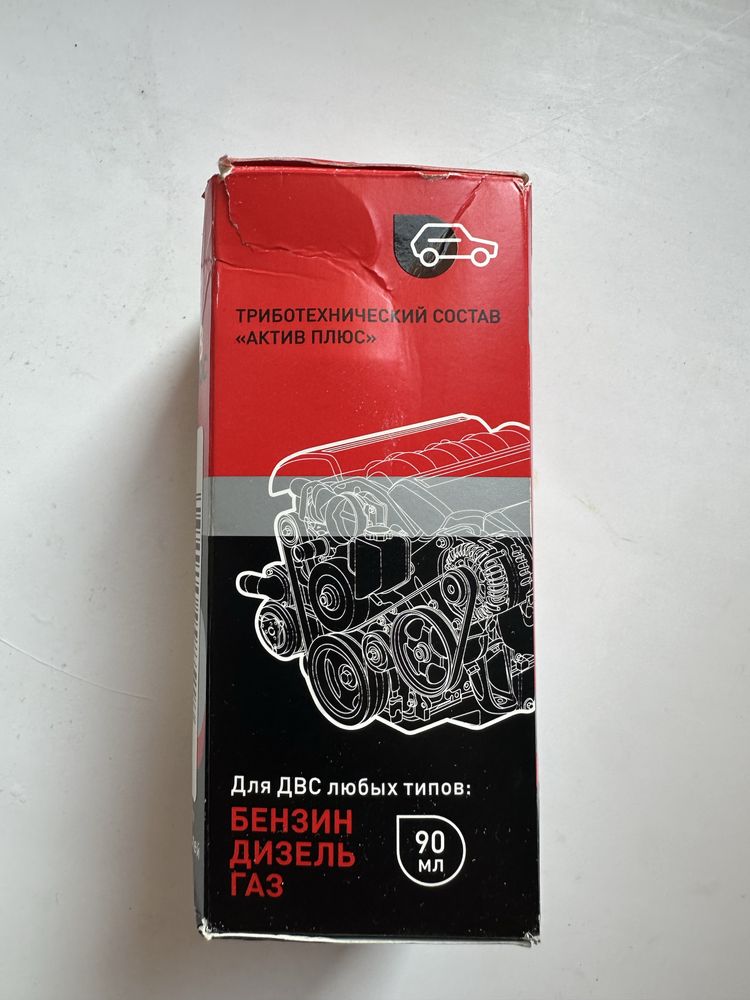 ТРИБОТЕХНИЧЕСКИЙ СОСТАВ
«АКТИВ ПЛЮС»
Для ДВС любых типов:
БЕНЗИН
ДИЗЕЛЬ
ГАЗ
90
МЛ